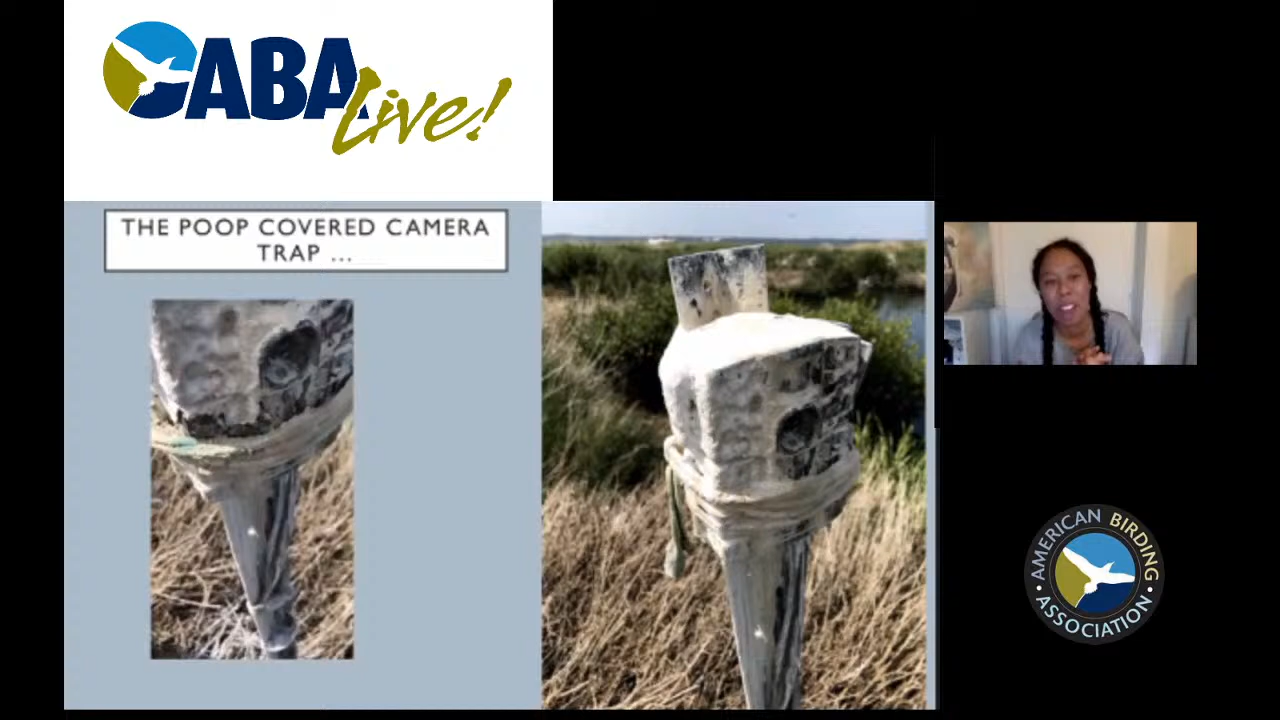 ABA
Live!
THE POOP COVERED CAMERA
TRAP ...
AMERICAN BIRDING
ASSOCIATION